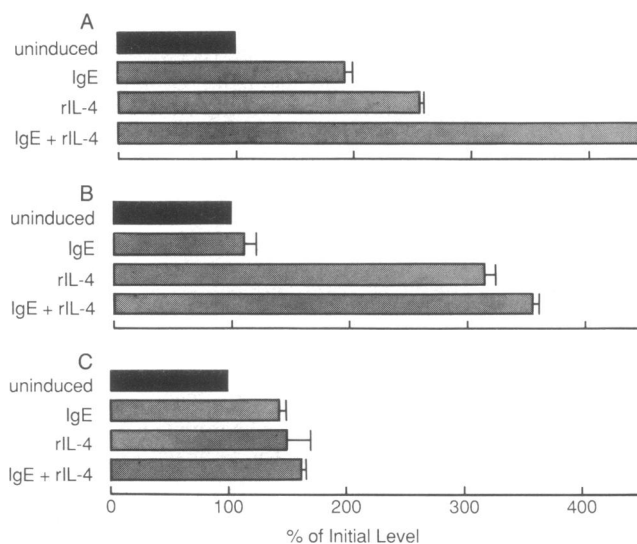 A
uninduced
IgE
rIL-4
IgE + rIL-4
B
uninduced
IgE
rIL-4
IgE + rIL-4
C
uninduced
IgE
rIL-4
IgE + rIL-4
0 100 200 300 400
% of Initial Level